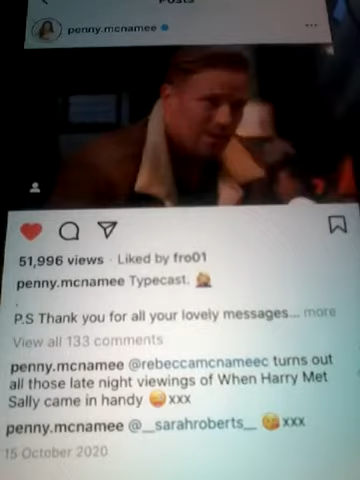 Posts
penny.mcnamee
51,996 views · Liked by fro01
penny.mcnamee Typecast. 🤦
.
P.S Thank you for all your lovely messages... more
View all 133 comments
penny.mcnamee @rebeccamcnameec turns out
all those late night viewings of When Harry Met
Sally came in handy 😘xxx
penny.mcnamee @__sarahroberts__ 😘xxx
15 October 2020